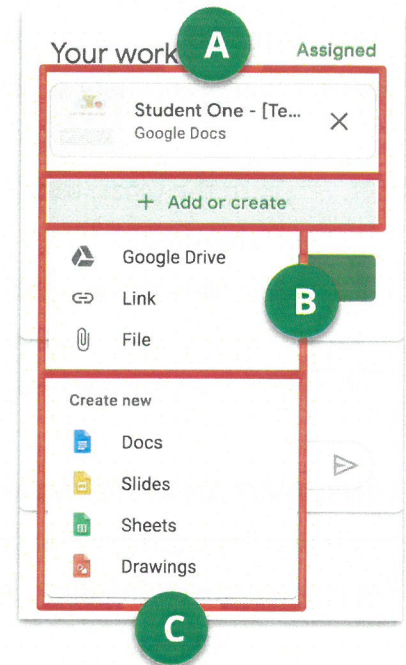 A
Your work
Assigned
Student One - [Te...
Google Docs
+ Add or create
Google Drive
Link
File
B
Create new
Docs
Slides
Sheets
Drawings
C